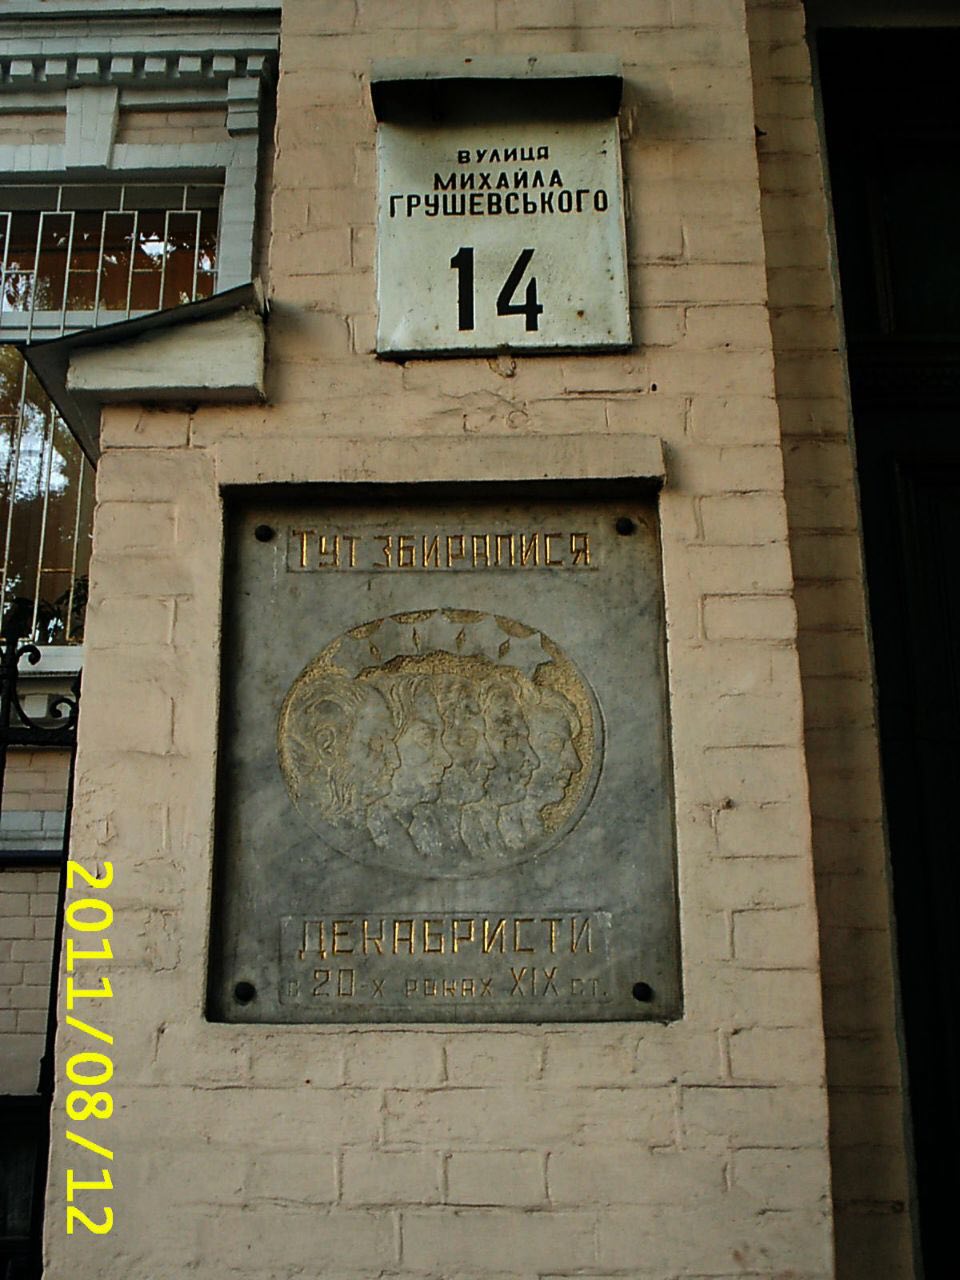 ВУЛИЦЯ
МИХАЙЛА
ГРУШЕВСЬКОГО
14
ТУТ ЗБИРАЛИСЯ
ДЕКАБРИСТИ
в 20-х роках XIX ст.
2011/08/12